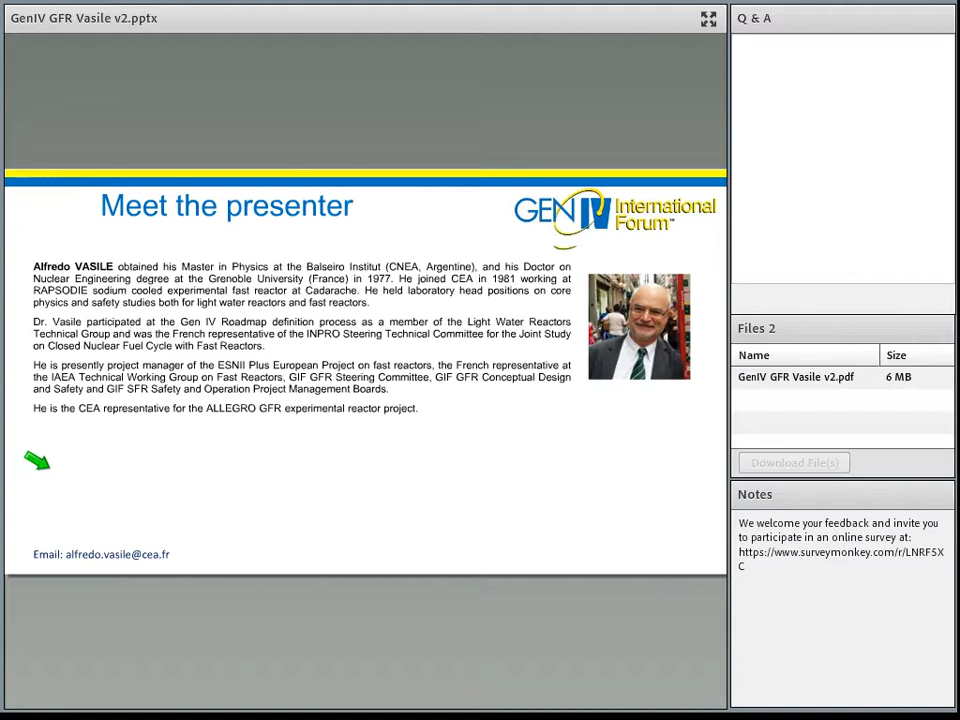 GenIV GFR Vasile v2.pptx
Meet the presenter
GEN IV International Forum™
Alfredo VASILE obtained his Master in Physics at the Balseiro Institut (CNEA, Argentine), and his Doctor on
Nuclear Engineering degree at the Grenoble University (France) in 1977. He joined CEA in 1981 working at
RAPSODIE sodium cooled experimental fast reactor at Cadarache. He held laboratory head positions on core
physics and safety studies both for light water reactors and fast reactors.
Dr. Vasile participated at the Gen IV Roadmap definition process as a member of the Light Water Reactors
Technical Group and was the French representative of the INPRO Steering Technical Committee for the Joint Study
on Closed Nuclear Fuel Cycle with Fast Reactors.
He is presently project manager of the ESNII Plus European Project on fast reactors, the French representative at
the IAEA Technical Working Group on Fast Reactors, GIF GFR Steering Committee, GIF GFR Conceptual Design
and Safety and GIF SFR Safety and Operation Project Management Boards.
He is the CEA representative for the ALLEGRO GFR experimental reactor project.
Email: alfredo.vasile@cea.fr
Q & A
Files 2
Name Size
GenIV GFR Vasile v2.pdf 6 MB
Download File(s)
Notes
We welcome your feedback and invite you
to participate in an online survey at:
https://www.surveymonkey.com/r/LNRF5X
C